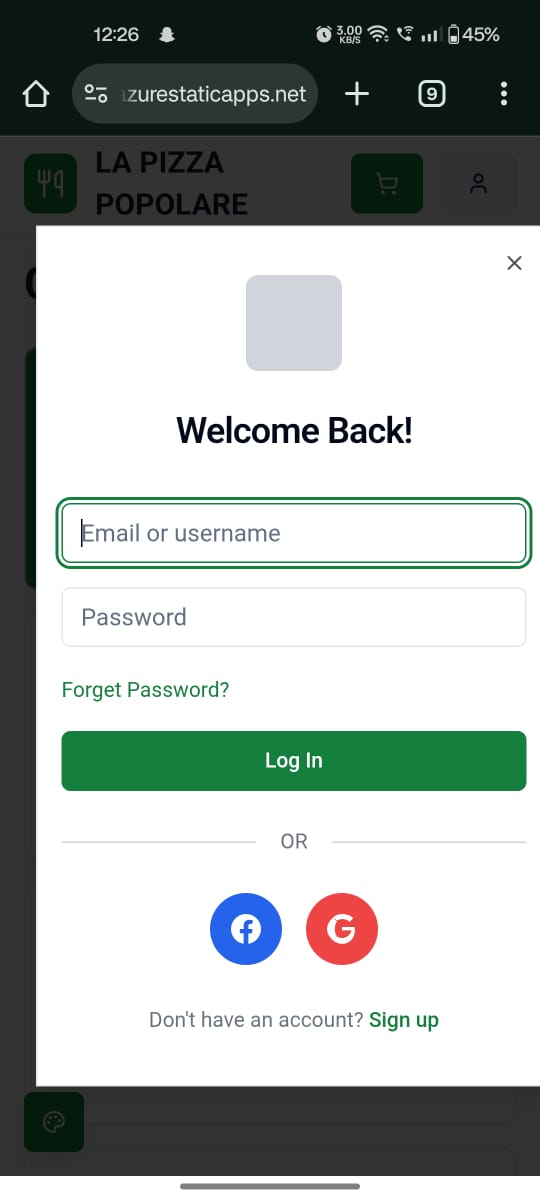 12:26
3.00
KB/S
45%
zurestaticapps.net
9
LA PIZZA
POPOLARE
Welcome Back!
Email or username
Password
Forget Password?
Log In
OR
Don't have an account? Sign up